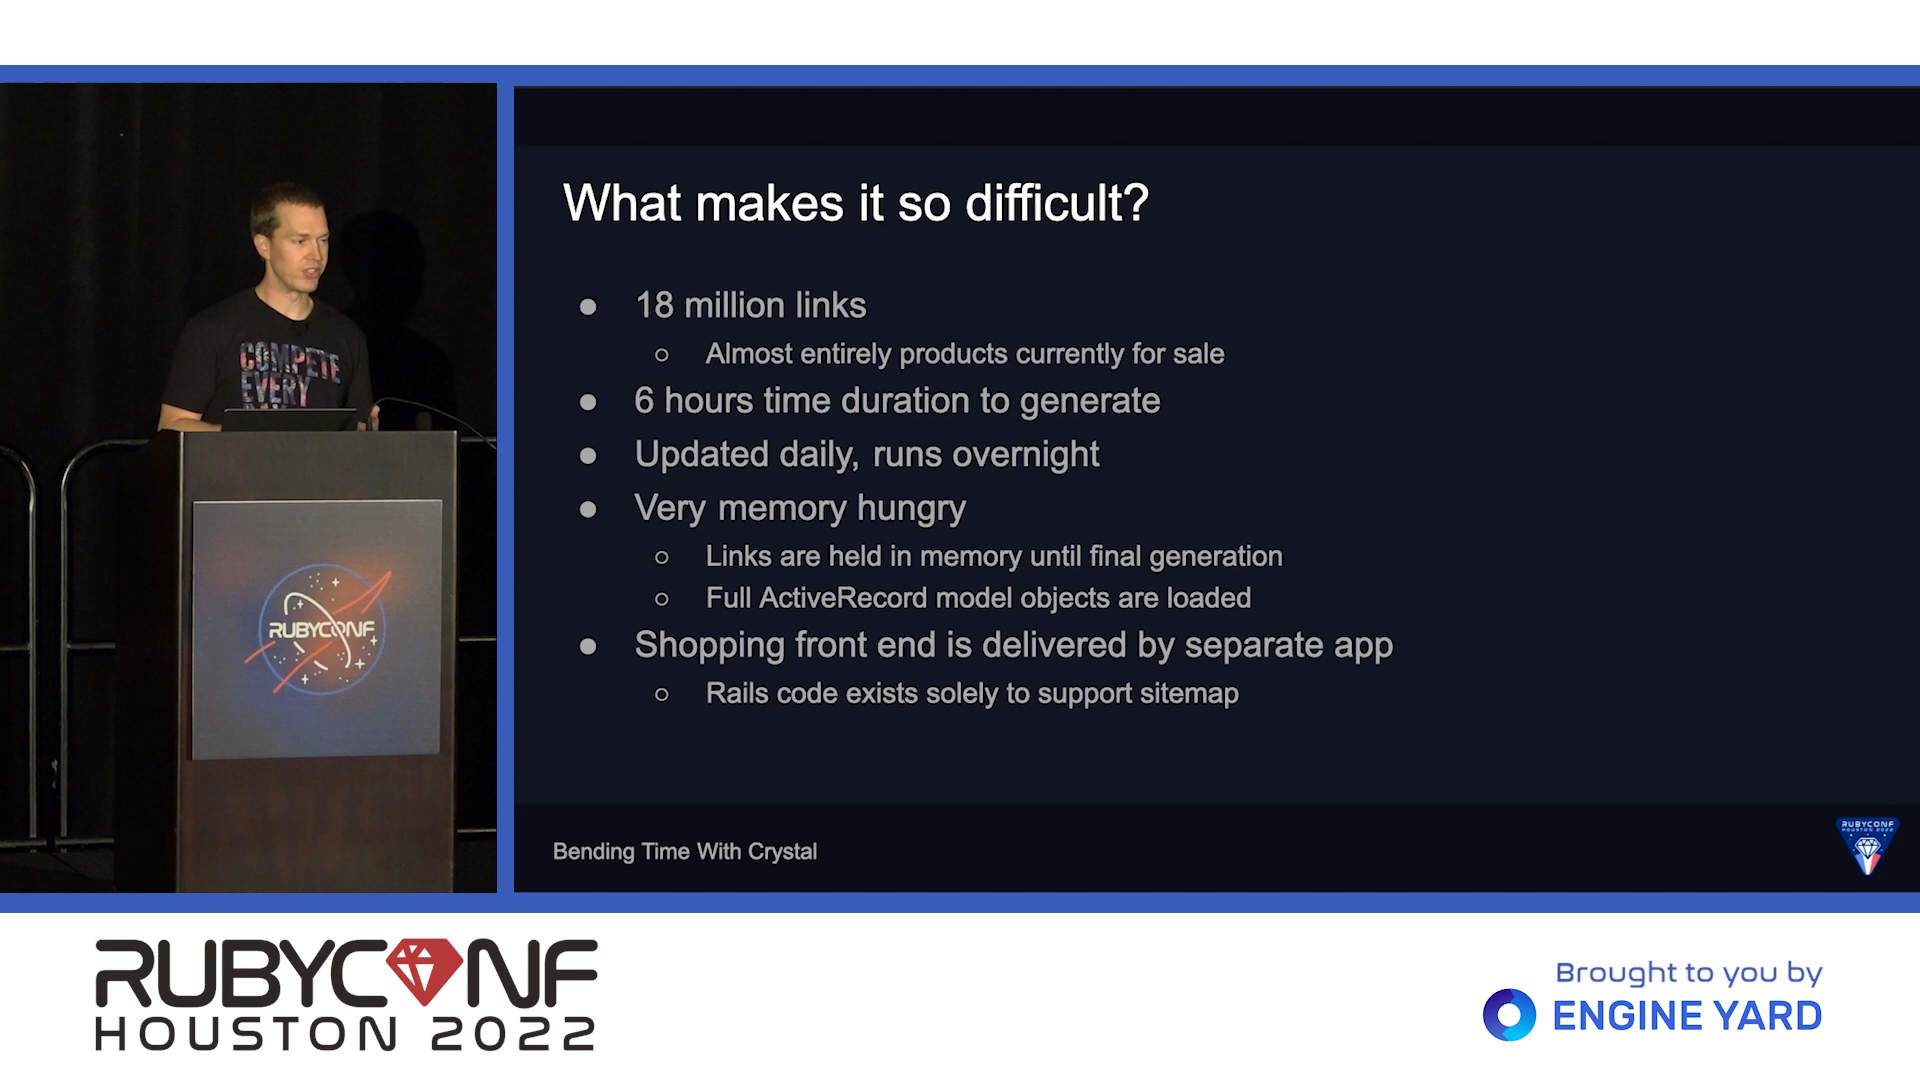 What makes it so difficult?
● 18 million links
○ Almost entirely products currently for sale
● 6 hours time duration to generate
● Updated daily, runs overnight
● Very memory hungry
○ Links are held in memory until final generation
○ Full ActiveRecord model objects are loaded
● Shopping front end is delivered by separate app
○ Rails code exists solely to support sitemap
Bending Time With Crystal
RUBYCONF
HOUSTON 2022
COMPETE
EVERY
RUBYCONF
RUBYCONF
HOUSTON 2022
Brought to you by
ENGINE YARD